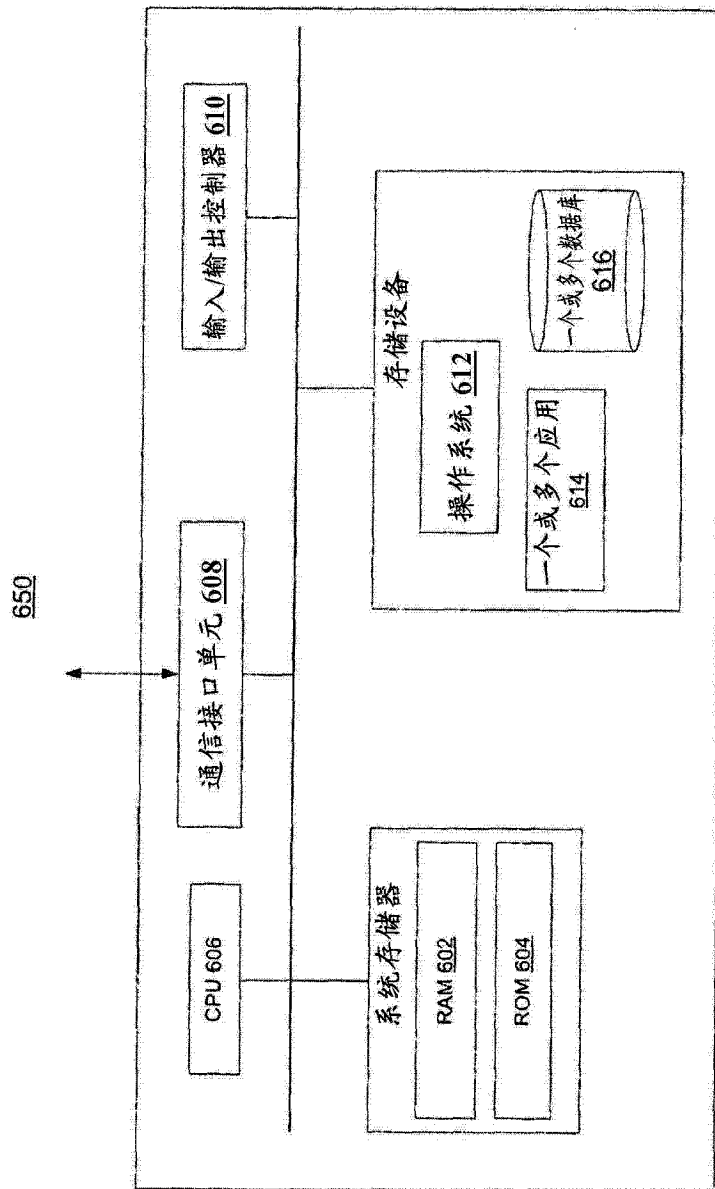 650
CPU 606
通信接口单元 608
输入/输出控制器 610
系统存储器
RAM 602
ROM 604
存储设备
操作系统 612
一个或多个应用
614
一个或多个数据库
616